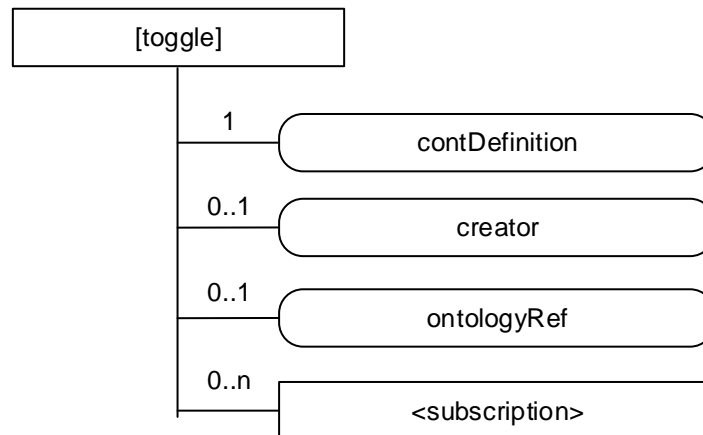 [toggle]
1
contDefinition
0..1
creator
0..1
ontologyRef
0..n
<subscription>